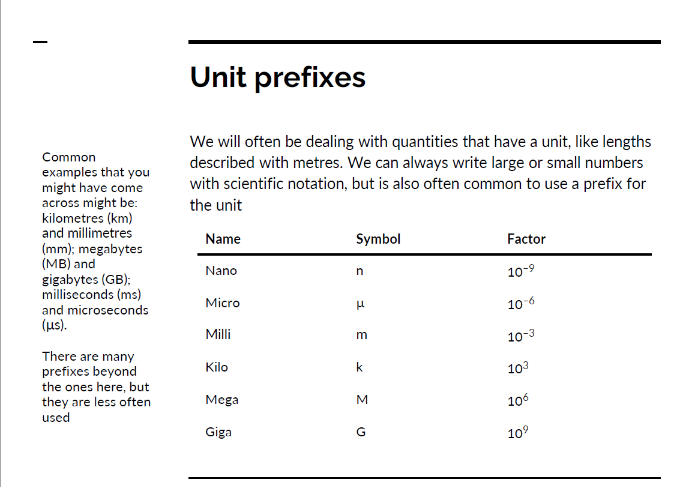 Unit prefixes
We will often be dealing with quantities that have a unit, like lengths
described with metres. We can always write large or small numbers
with scientific notation, but is also often common to use a prefix for
the unit
Name Symbol Factor
Nano n 10⁻⁹
Micro μ 10⁻⁶
Milli m 10⁻³
Kilo k 10³
Mega M 10⁶
Giga G 10⁹
Common
examples that you
might have come
across might be:
kilometres (km)
and millimetres
(mm); megabytes
(MB) and
gigabytes (GB);
milliseconds (ms)
and microseconds
(μs).
There are many
prefixes beyond
the ones here, but
they are less often
used